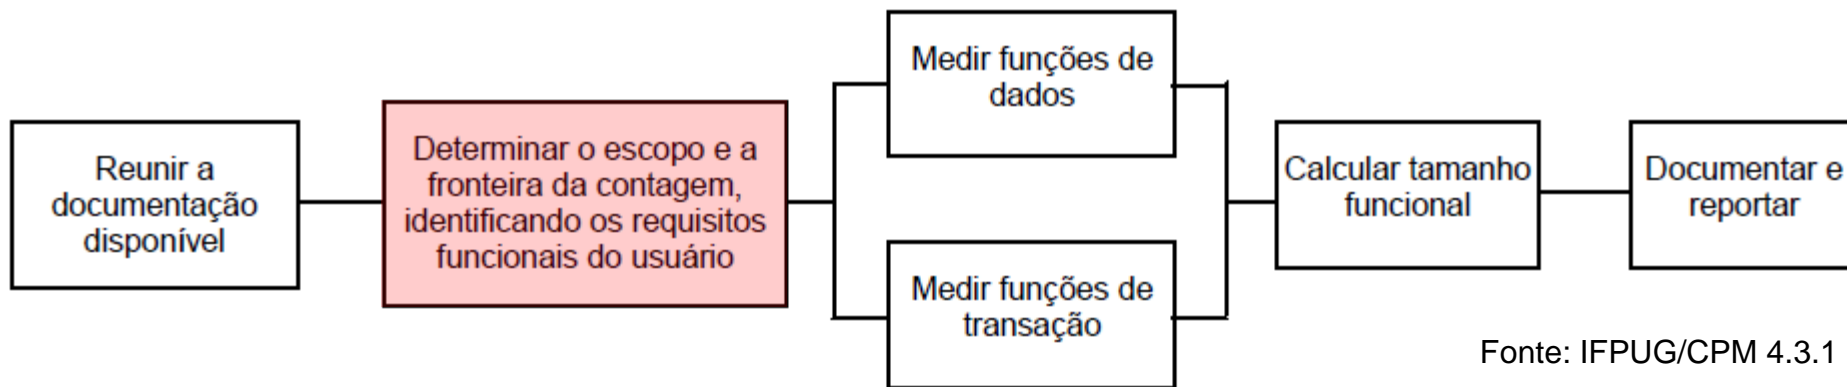 Reunir a
documentação
disponível
Determinar o escopo e a
fronteira da contagem,
identificando os requisitos
funcionais do usuário
Medir funções de
dados
Medir funções de
transação
Calcular tamanho
funcional
Documentar e
reportar
Fonte: IFPUG/CPM 4.3.1